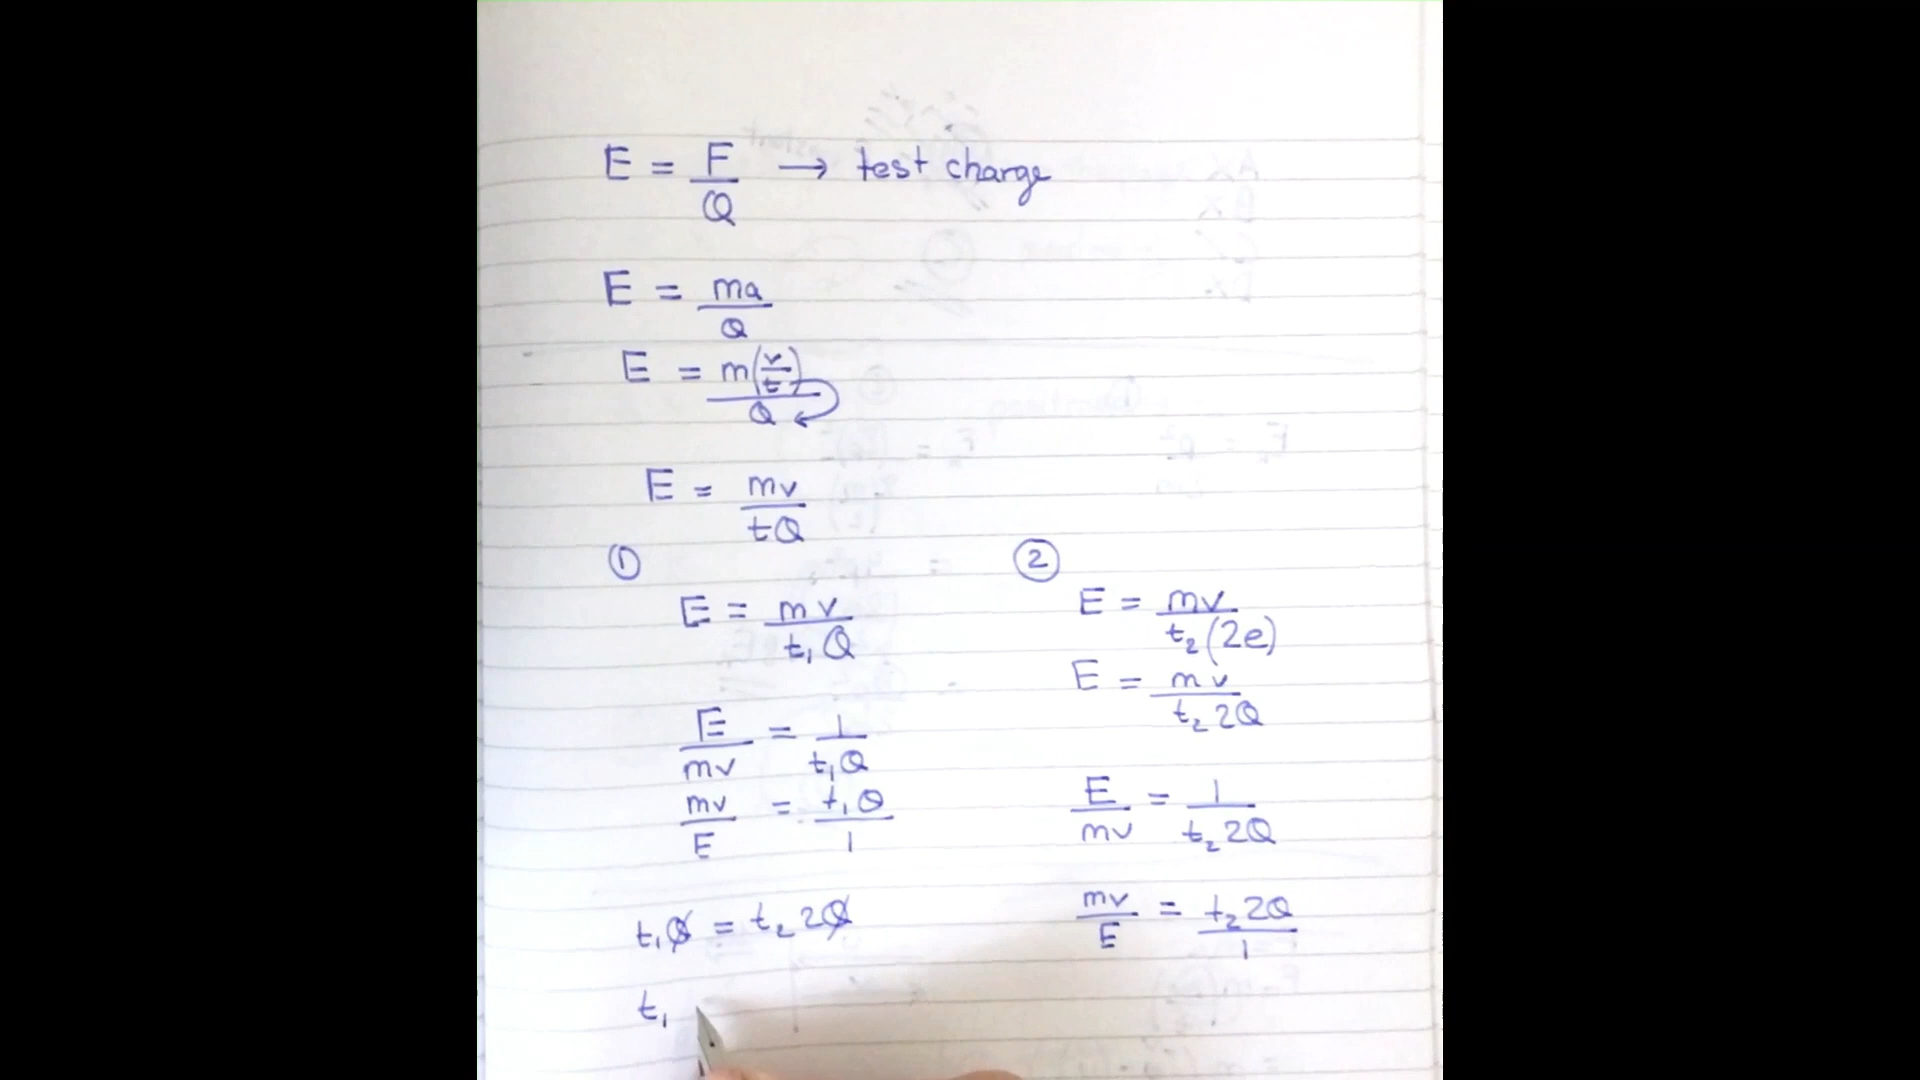 E = F/Q → test charge
E = ma/Q
E = m(v/t)/Q
E = mv/tQ
①
E = mv/t₁Q
E/mv = 1/t₁Q
mv/E = t₁Q/1
t₁Q = t₂2Q
t₁
②
E = mv/t₂(2e)
E = mv/t₂2Q
E/mv = 1/t₂2Q
mv/E = t₂2Q/1